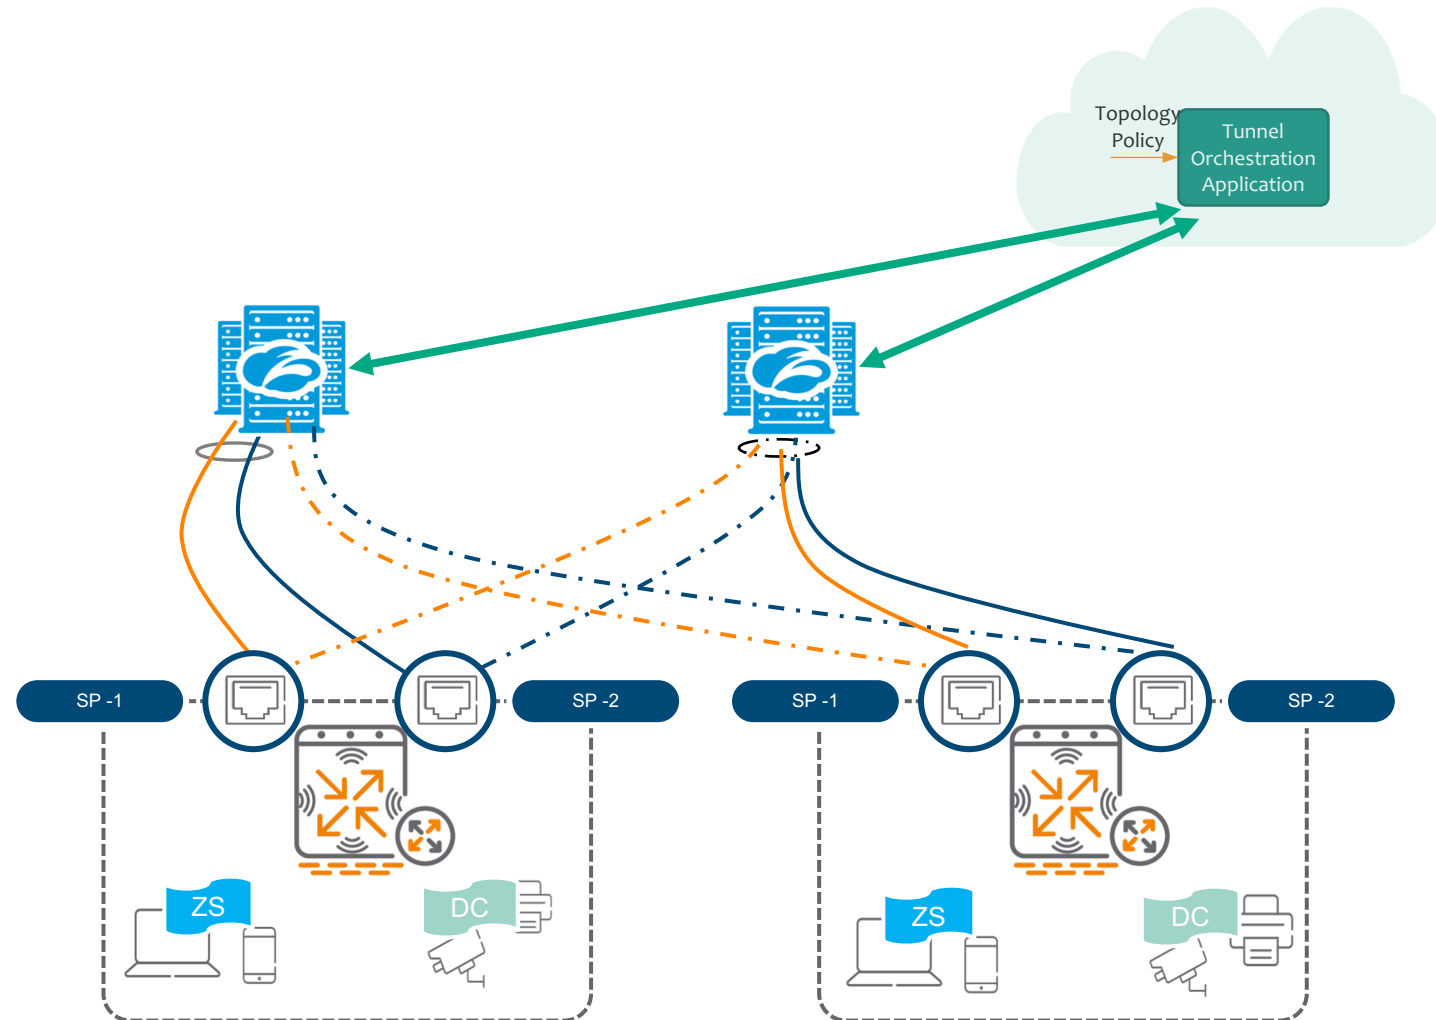 Topology
Policy
Tunnel
Orchestration
Application
SP -1
SP -2
SP -1
SP -2
ZS
DC
ZS
DC